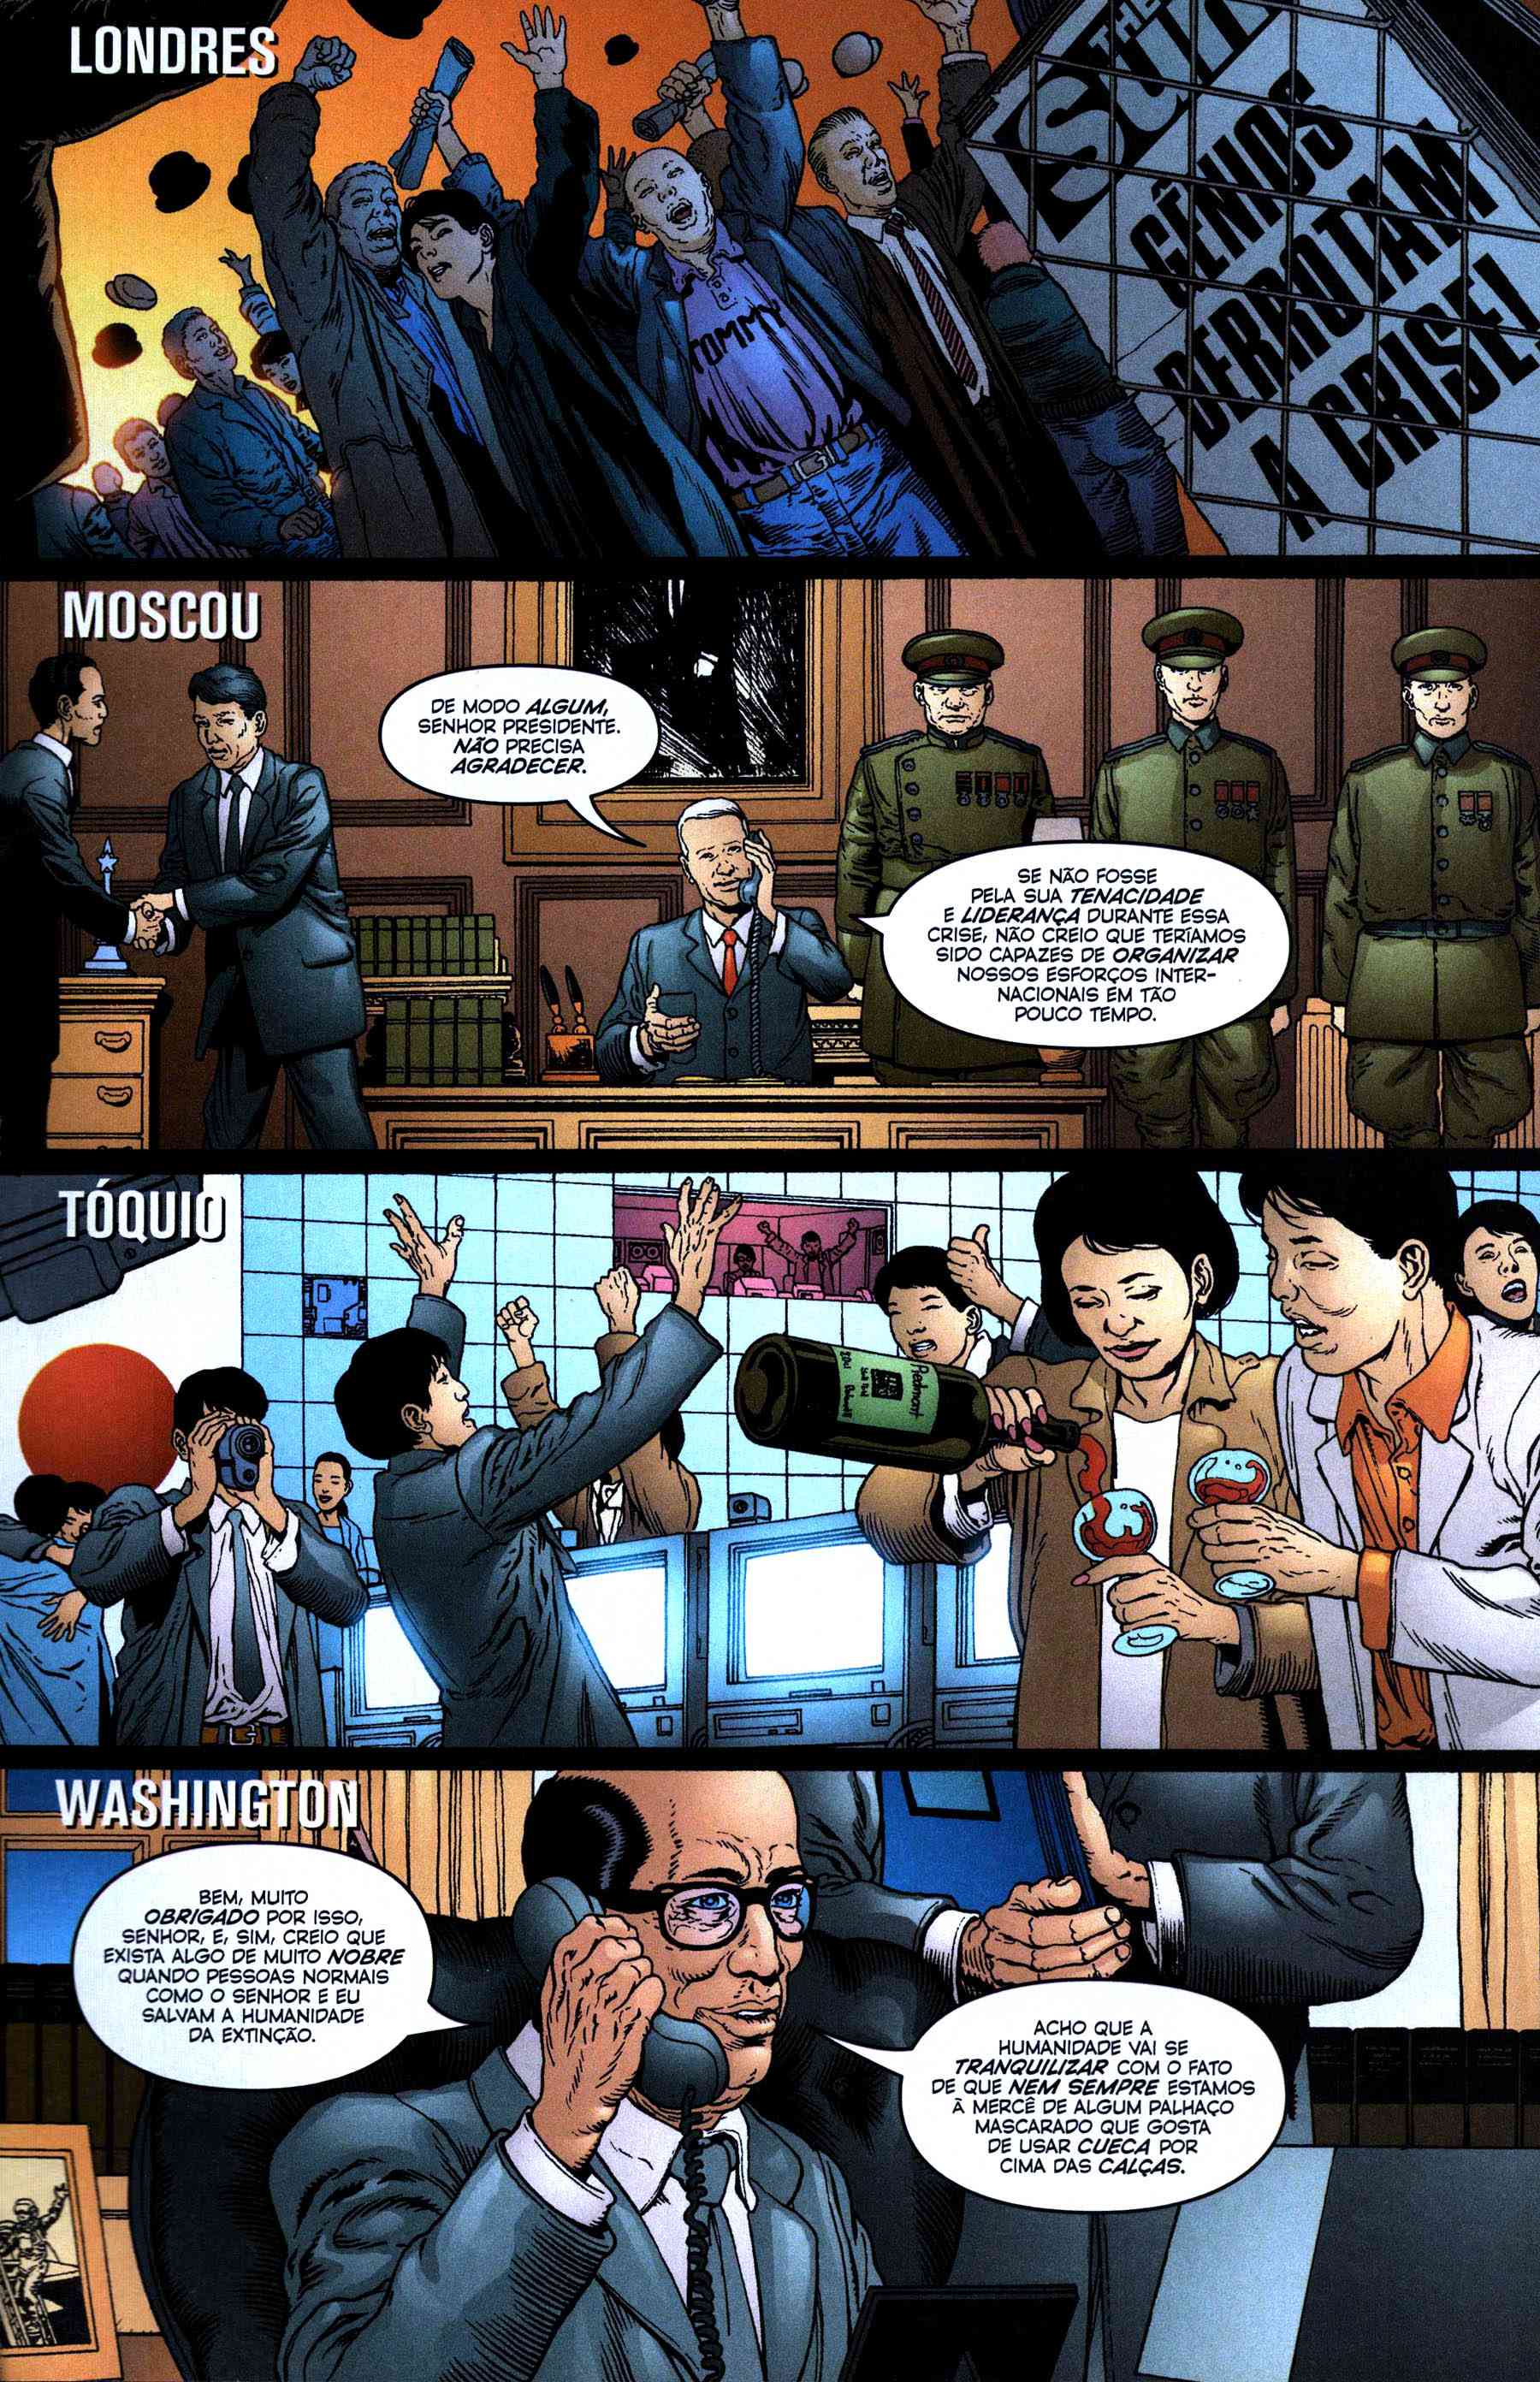 LONDRES
THE
SUN
GÊNIOS
DERROTAM
A CRISE!
TOMMY
MOSCOU
DE MODO ALGUM,
SENHOR PRESIDENTE.
NÃO PRECISA
AGRADECER.
SE NÃO FOSSE
PELA SUA TENACIDADE
E LIDERANÇA DURANTE ESSA
CRISE, NÃO CREIO QUE TERÍAMOS
SIDO CAPAZES DE ORGANIZAR
NOSSOS ESFORÇOS INTER-
NACIONAIS EM TÃO
POUCO TEMPO.
TÓQUIO
Piedmont
WASHINGTON
BEM, MUITO
OBRIGADO POR ISSO,
SENHOR, E, SIM, CREIO QUE
EXISTA ALGO DE MUITO NOBRE
QUANDO PESSOAS NORMAIS
COMO O SENHOR E EU
SALVAM A HUMANIDADE
DA EXTINÇÃO.
ACHO QUE A
HUMANIDADE VAI SE
TRANQUILIZAR COM O FATO
DE QUE NEM SEMPRE ESTAMOS
À MERCÊ DE ALGUM PALHAÇO
MASCARADO QUE GOSTA
DE USAR CUECA POR
CIMA DAS CALÇAS.